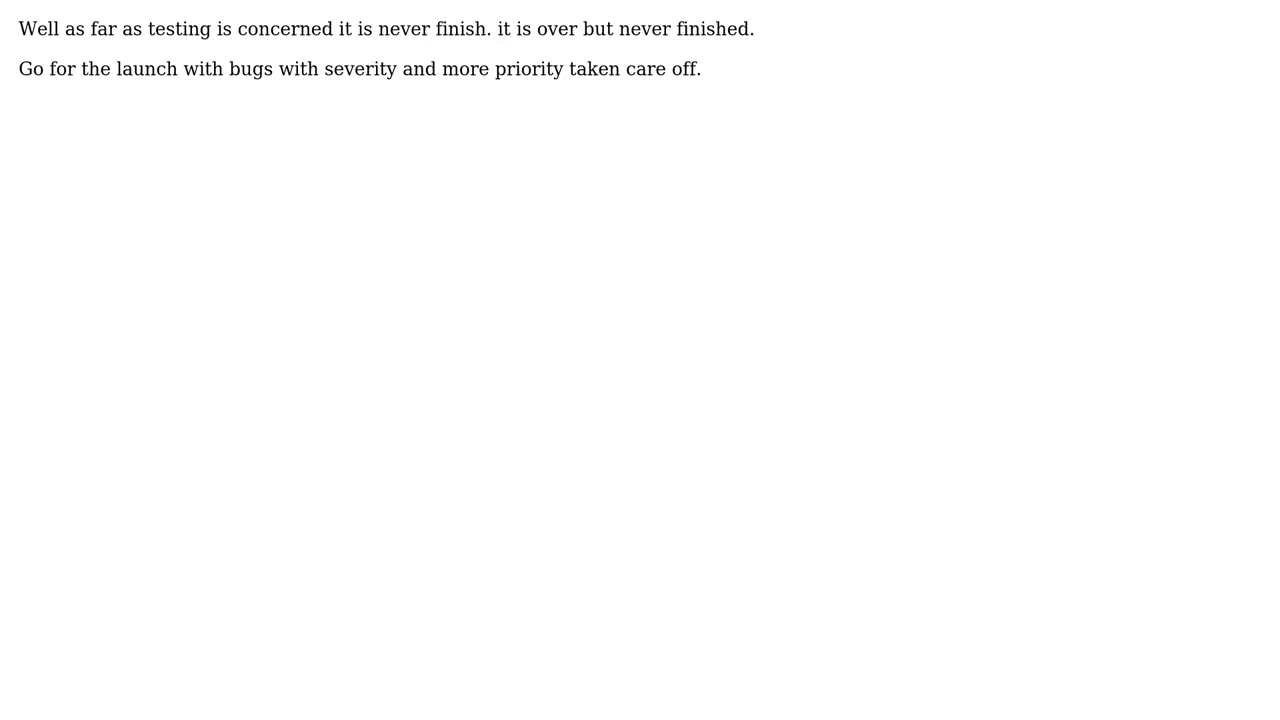 Well as far as testing is concerned it is never finish. it is over but never finished.
Go for the launch with bugs with severity and more priority taken care off.